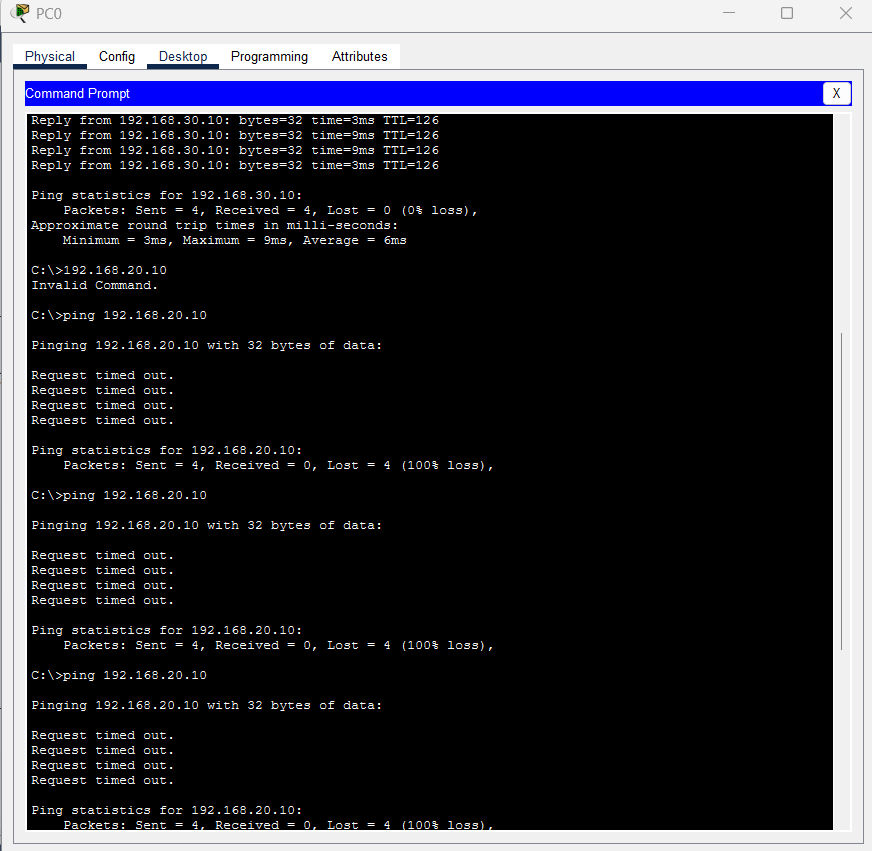 PC0
Physical Config Desktop Programming Attributes
Command Prompt X
Reply from 192.168.30.10: bytes=32 time=3ms TTL=126
Reply from 192.168.30.10: bytes=32 time=9ms TTL=126
Reply from 192.168.30.10: bytes=32 time=9ms TTL=126
Reply from 192.168.30.10: bytes=32 time=3ms TTL=126
Ping statistics for 192.168.30.10:
Packets: Sent = 4, Received = 4, Lost = 0 (0% loss),
Approximate round trip times in milli-seconds:
Minimum = 3ms, Maximum = 9ms, Average = 6ms
C:\>192.168.20.10
Invalid Command.
C:\>ping 192.168.20.10
Pinging 192.168.20.10 with 32 bytes of data:
Request timed out.
Request timed out.
Request timed out.
Request timed out.
Ping statistics for 192.168.20.10:
Packets: Sent = 4, Received = 0, Lost = 4 (100% loss),
C:\>ping 192.168.20.10
Pinging 192.168.20.10 with 32 bytes of data:
Request timed out.
Request timed out.
Request timed out.
Request timed out.
Ping statistics for 192.168.20.10:
Packets: Sent = 4, Received = 0, Lost = 4 (100% loss),
C:\>ping 192.168.20.10
Pinging 192.168.20.10 with 32 bytes of data:
Request timed out.
Request timed out.
Request timed out.
Request timed out.
Ping statistics for 192.168.20.10:
Packets: Sent = 4, Received = 0, Lost = 4 (100% loss),